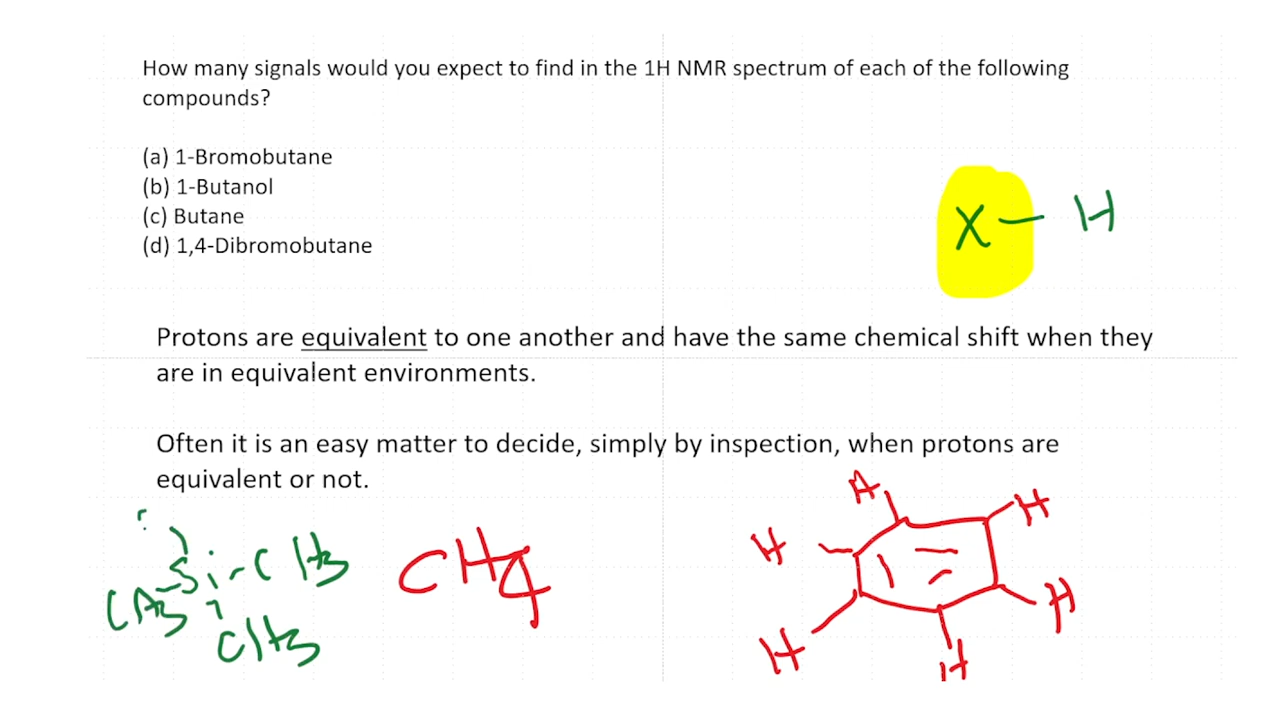 How many signals would you expect to find in the 1H NMR spectrum of each of the following
compounds?
(a) 1-Bromobutane
(b) 1-Butanol
(c) Butane
(d) 1,4-Dibromobutane
X — H
Protons are equivalent to one another and have the same chemical shift when they
are in equivalent environments.
Often it is an easy matter to decide, simply by inspection, when protons are
equivalent or not.
H
H
H
Si-CH3
CH3
CH3
CH4
H
H
H